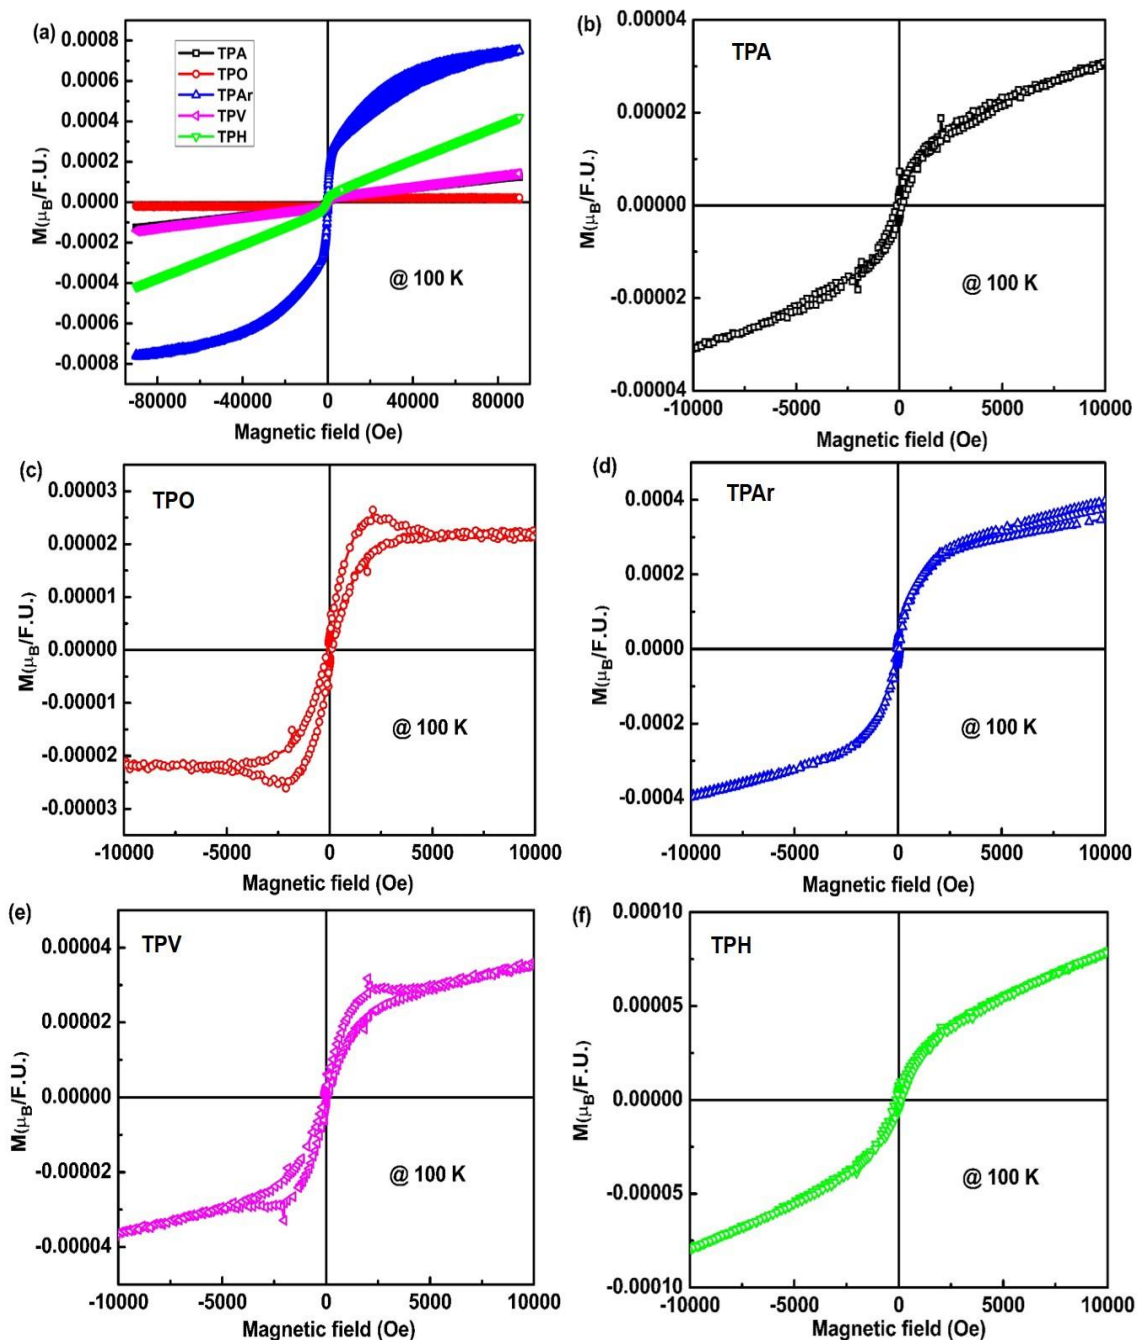 (a)
0.0008
0.0006
0.0004
0.0002
0.0000
-0.0002
-0.0004
-0.0006
-0.0008
M(μB/F.U.)
TPA
TPO
TPAr
TPV
TPH
@ 100 K
-80000 -40000 0 40000 80000
Magnetic field (Oe)
(b)
TPA
0.00002
0.00000
-0.00002
-0.00004
M(μB/F.U.)
@ 100 K
-10000 -5000 0 5000 10000
Magnetic field (Oe)
(c)
TPO
0.00003
0.00002
0.00001
0.00000
-0.00001
-0.00002
-0.00003
M(μB/F.U.)
@ 100 K
-10000 -5000 0 5000 10000
Magnetic field (Oe)
(d)
TPAr
0.0004
0.0002
0.0000
-0.0002
-0.0004
M(μB/F.U.)
@ 100 K
-10000 -5000 0 5000 10000
Magnetic field (Oe)
(e)
TPV
0.00004
0.00002
0.00000
-0.00002
-0.00004
M(μB/F.U.)
@ 100 K
-10000 -5000 0 5000 10000
Magnetic field (Oe)
(f)
TPH
0.00010
0.00005
0.00000
-0.00005
-0.00010
M(μB/F.U.)
@ 100 K
-10000 -5000 0 5000 10000
Magnetic field (Oe)